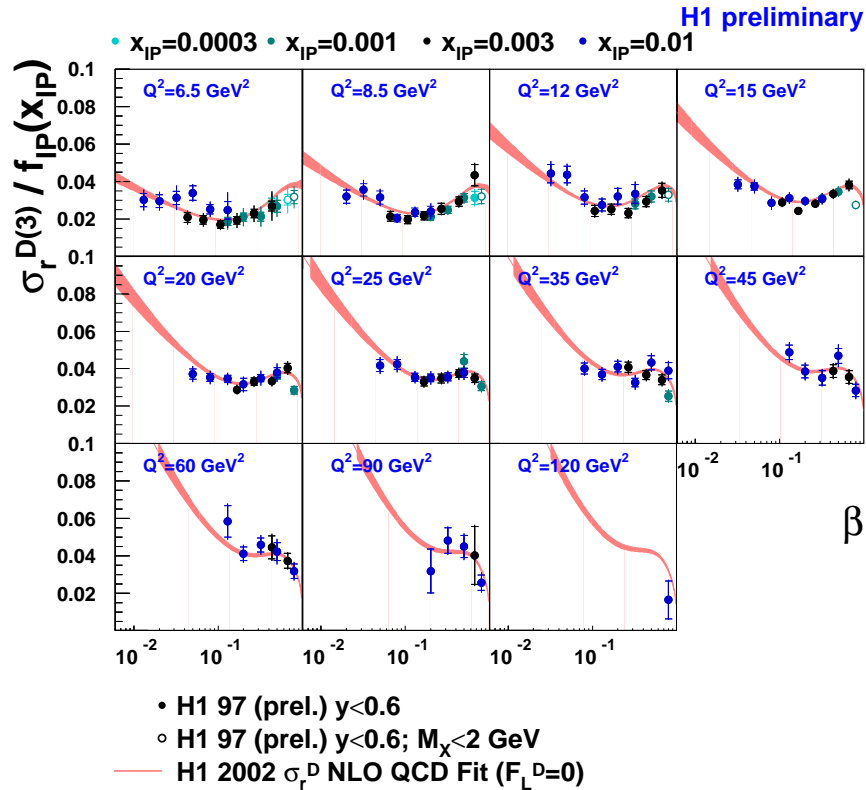 H1 preliminary
x_IP=0.0003 x_IP=0.001 x_IP=0.003 x_IP=0.01
σ_r^D(3) / f_IP(x_IP)
0.1
0.08
0.06
0.04
0.02
Q²=6.5 GeV²
Q²=8.5 GeV²
Q²=12 GeV²
Q²=15 GeV²
0.1
0.08
0.06
0.04
0.02
Q²=20 GeV²
Q²=25 GeV²
Q²=35 GeV²
Q²=45 GeV²
10⁻² 10⁻¹
0.1
0.08
0.06
0.04
0.02
Q²=60 GeV²
Q²=90 GeV²
Q²=120 GeV²
β
10⁻² 10⁻¹ 10⁻² 10⁻¹ 10⁻² 10⁻¹
H1 97 (prel.) y<0.6
H1 97 (prel.) y<0.6; M_X<2 GeV
H1 2002 σ_r^D NLO QCD Fit (F_L^D=0)